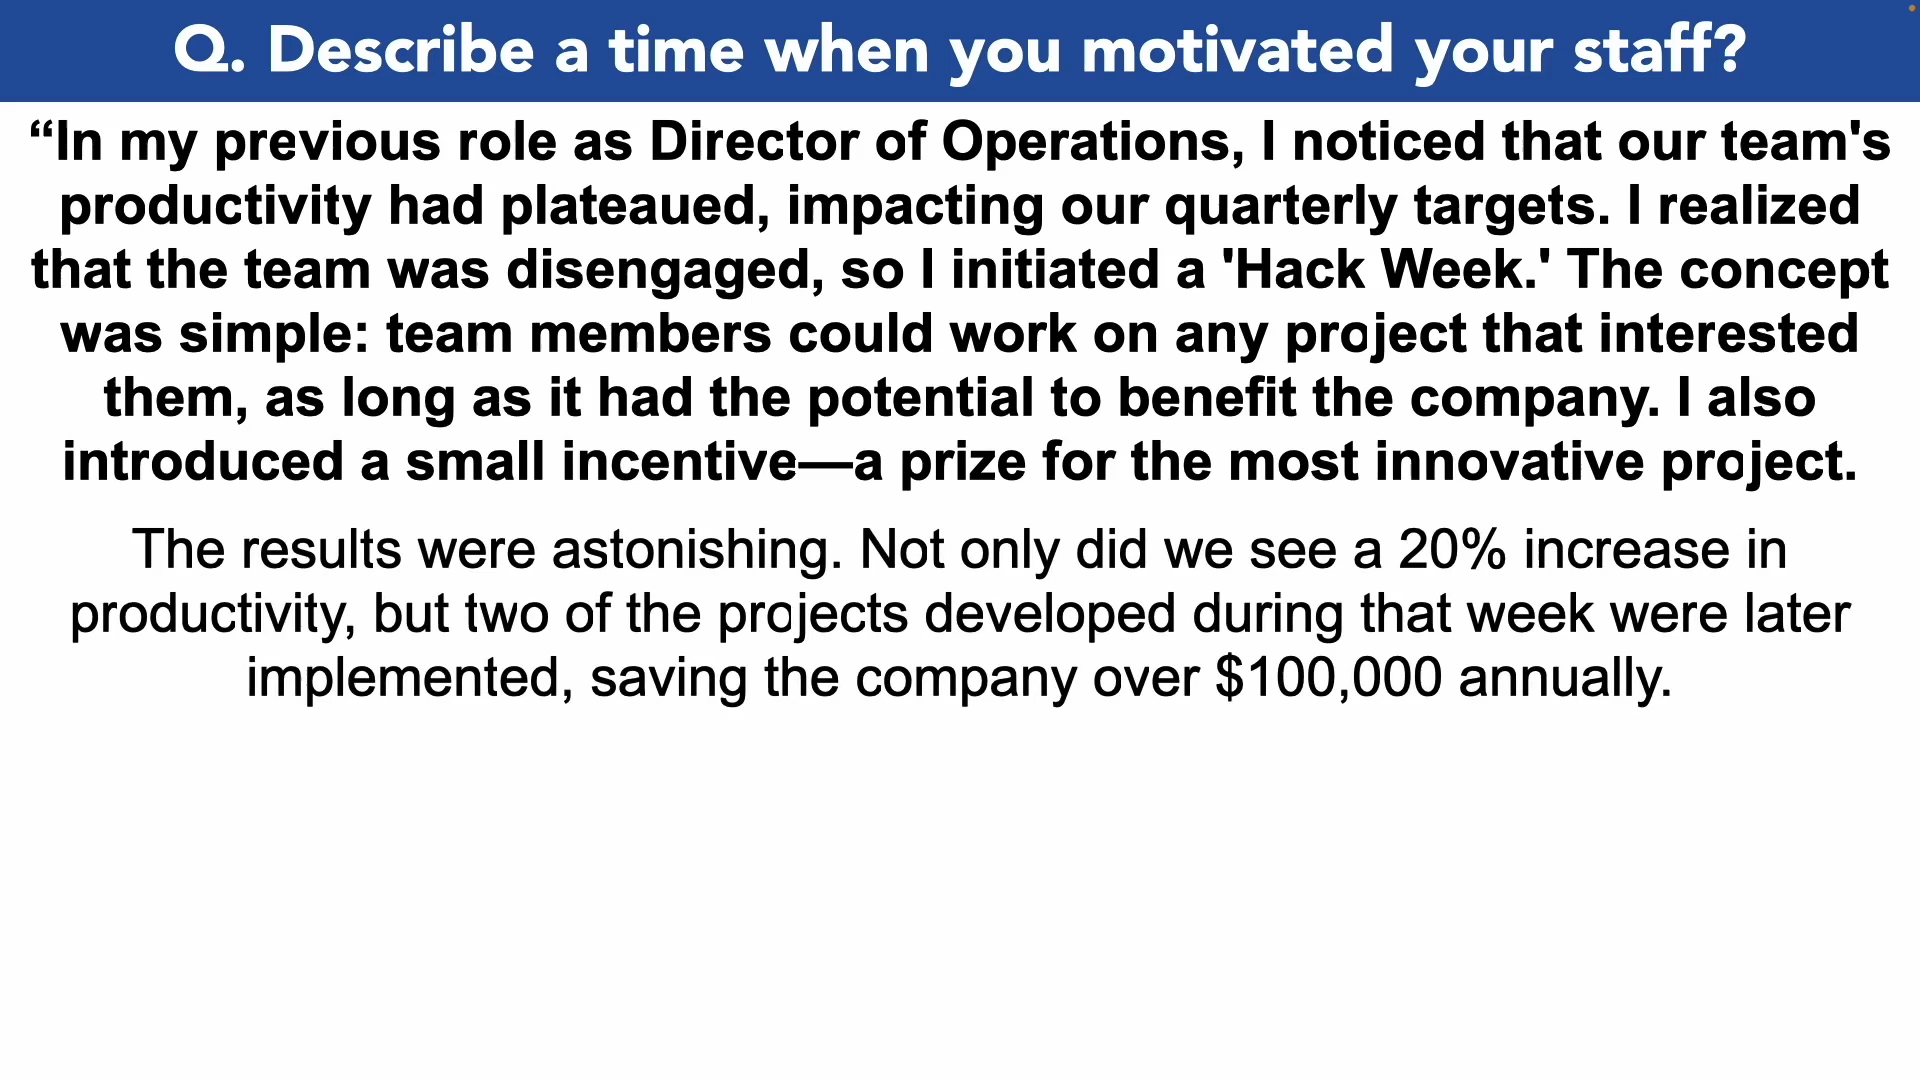 Q. Describe a time when you motivated your staff?
“In my previous role as Director of Operations, I noticed that our team's
productivity had plateaued, impacting our quarterly targets. I realized
that the team was disengaged, so I initiated a 'Hack Week.' The concept
was simple: team members could work on any project that interested
them, as long as it had the potential to benefit the company. I also
introduced a small incentive—a prize for the most innovative project.
The results were astonishing. Not only did we see a 20% increase in
productivity, but two of the projects developed during that week were later
implemented, saving the company over $100,000 annually.